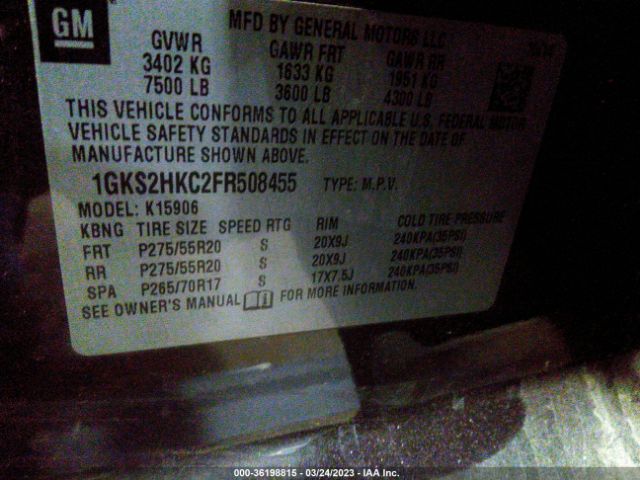 GM
MFD BY GENERAL MOTORS LLC
GVWR GAWR FRT GAWR RR
3402 KG 1633 KG 1951 KG
7500 LB 3600 LB 4300 LB
THIS VEHICLE CONFORMS TO ALL APPLICABLE U.S. FEDERAL MOTOR
VEHICLE SAFETY STANDARDS IN EFFECT ON THE DATE OF
MANUFACTURE SHOWN ABOVE.
1GKS2HKC2FR508455 TYPE: M.P.V.
MODEL: K15906
KBNG TIRE SIZE SPEED RTG RIM COLD TIRE PRESSURE
FRT P275/55R20 S 20X9J 240KPA(35PSI)
RR P275/55R20 S 20X9J 240KPA(35PSI)
SPA P265/70R17 S 17X7.5J
SEE OWNER'S MANUAL FOR MORE INFORMATION.
000-36198815 - 03/24/2023 - IAA Inc.